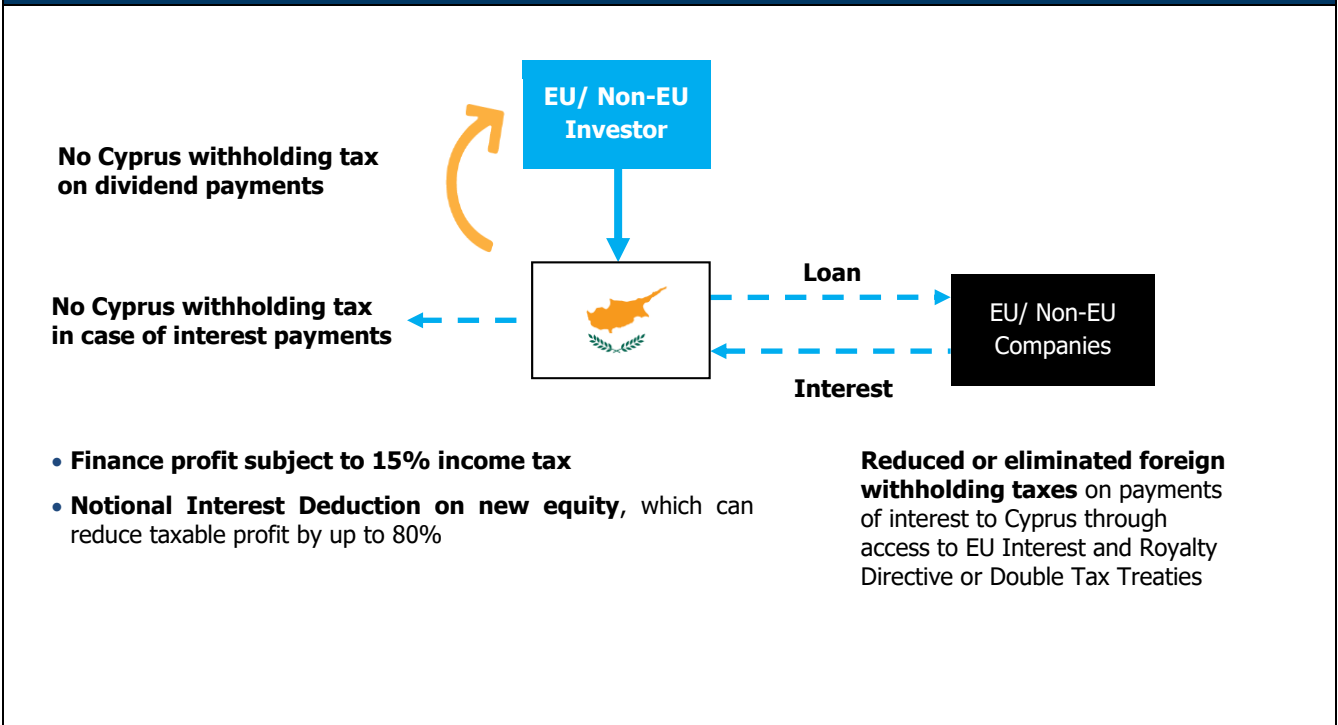 EU/ Non-EU
Investor
No Cyprus withholding tax
on dividend payments
Loan
No Cyprus withholding tax
in case of interest payments
EU/ Non-EU
Companies
Interest
• Finance profit subject to 15% income tax
• Notional Interest Deduction on new equity, which can
reduce taxable profit by up to 80%
Reduced or eliminated foreign
withholding taxes on payments
of interest to Cyprus through
access to EU Interest and Royalty
Directive or Double Tax Treaties